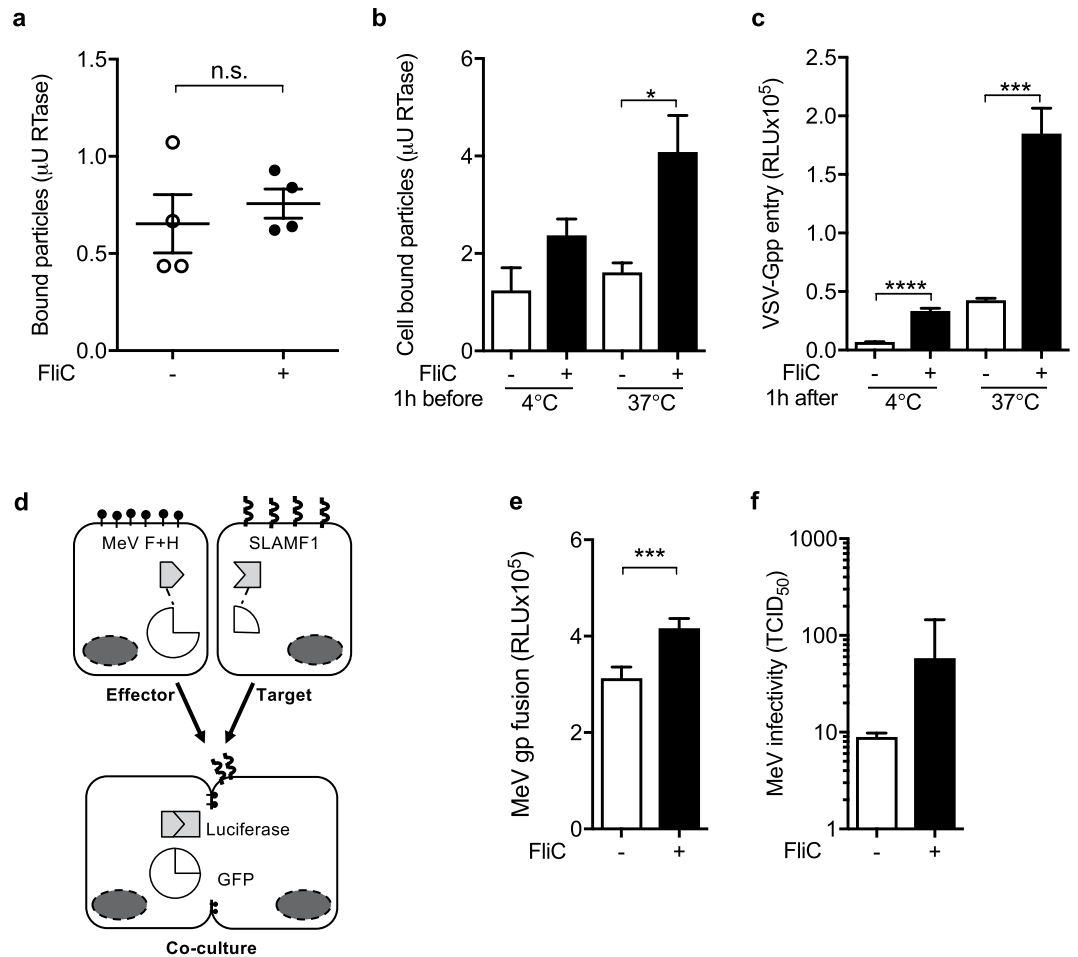 a
Bound particles (μU RTase)
1.5
1.0
0.5
0.0
n.s.
FliC - +
b
Cell bound particles (μU RTase)
6
4
2
0
*
FliC - + - +
1h before 4°C 37°C
c
VSV-Gpp entry (RLUx10⁵)
2.5
2.0
1.5
1.0
0.5
0.0
****
***
FliC - + - +
1h after 4°C 37°C
d
MeV F+H
SLAMF1
Effector
Target
Luciferase
GFP
Co-culture
e
MeV gp fusion (RLUx10⁵)
6
4
2
0
***
FliC - +
f
MeV infectivity (TCID₅₀)
1000
100
10
1
FliC - +